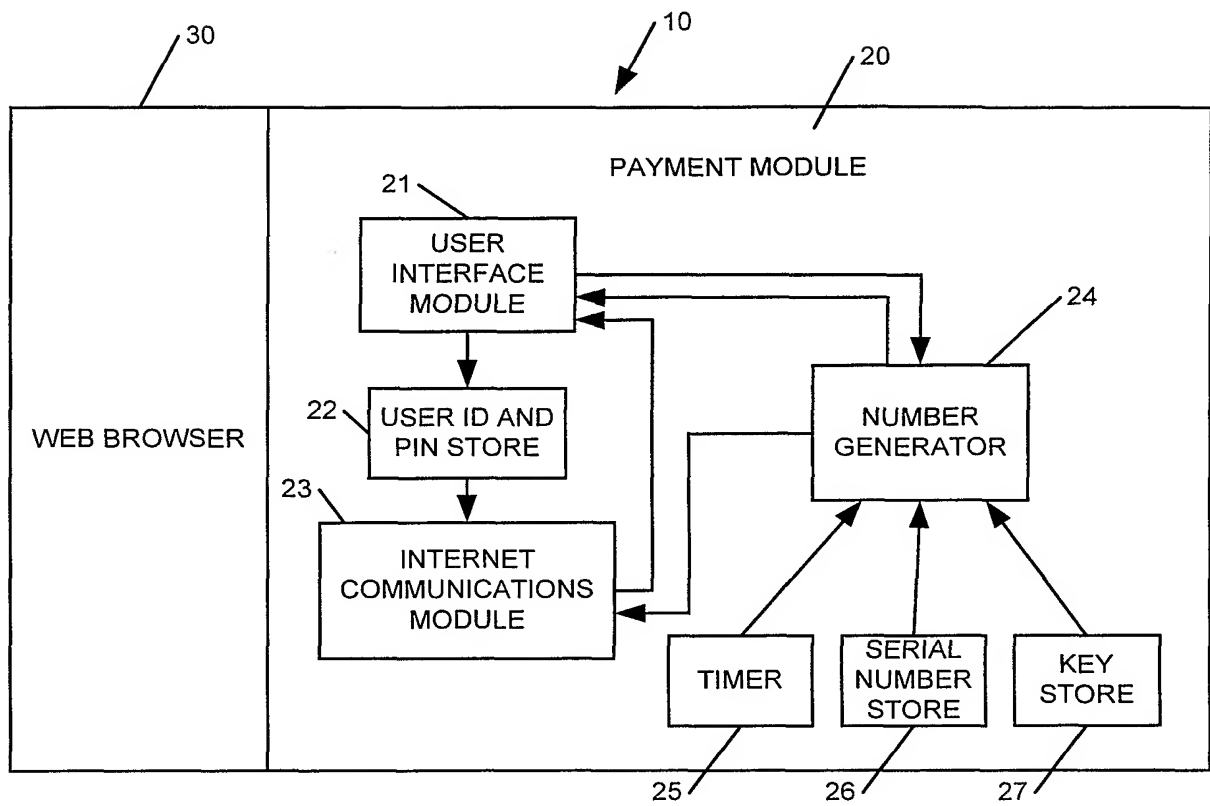 30
10
20
PAYMENT MODULE
21
USER
INTERFACE
MODULE
24
22
USER ID AND
PIN STORE
NUMBER
GENERATOR
WEB BROWSER
23
INTERNET
COMMUNICATIONS
MODULE
TIMER
SERIAL
NUMBER
STORE
KEY
STORE
25
26
27